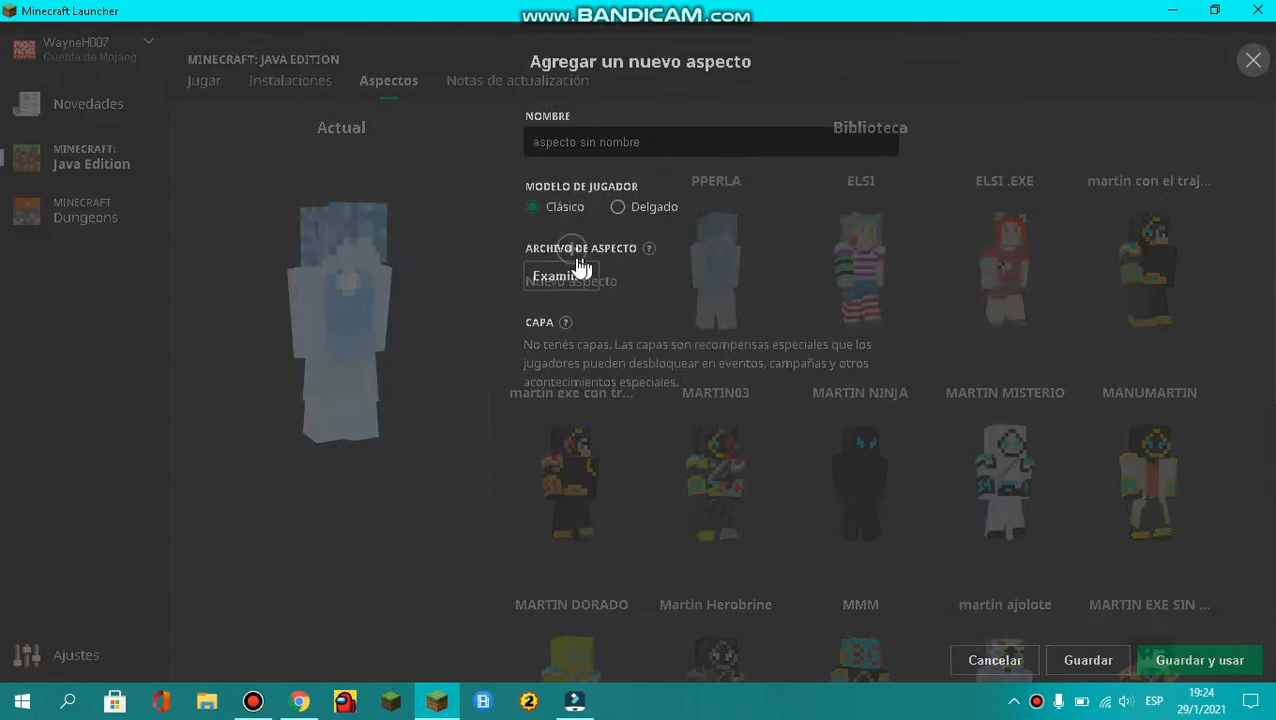 Minecraft Launcher
www.BANDICAM.com
WayneH007
Cuenta de Mojang
MINECRAFT: JAVA EDITION
Jugar
Instalaciones
Aspectos
Notas de actualización
Novedades
MINECRAFT:
Java Edition
MINECRAFT
Dungeons
Ajustes
Actual
Biblioteca
Agregar un nuevo aspecto
NOMBRE
aspecto sin nombre
MODELO DE JUGADOR
Clásico
Delgado
ARCHIVO DE ASPECTO ?
Nuevo aspecto
CAPA ?
No tenés capas. Las capas son recompensas especiales que los
jugadores pueden desbloquear en eventos, campañas y otros
acontecimientos especiales.
PPERLA
ELSI
ELSI .EXE
martin con el traj...
martin exe con tr...
MARTIN03
MARTIN NINJA
MARTIN MISTERIO
MANUMARTIN
MARTIN DORADO
Martin Herobrine
MMM
martin ajolote
MARTIN EXE SIN ...
Cancelar
Guardar
Guardar y usar
2
ESP
19:24
29/1/2021